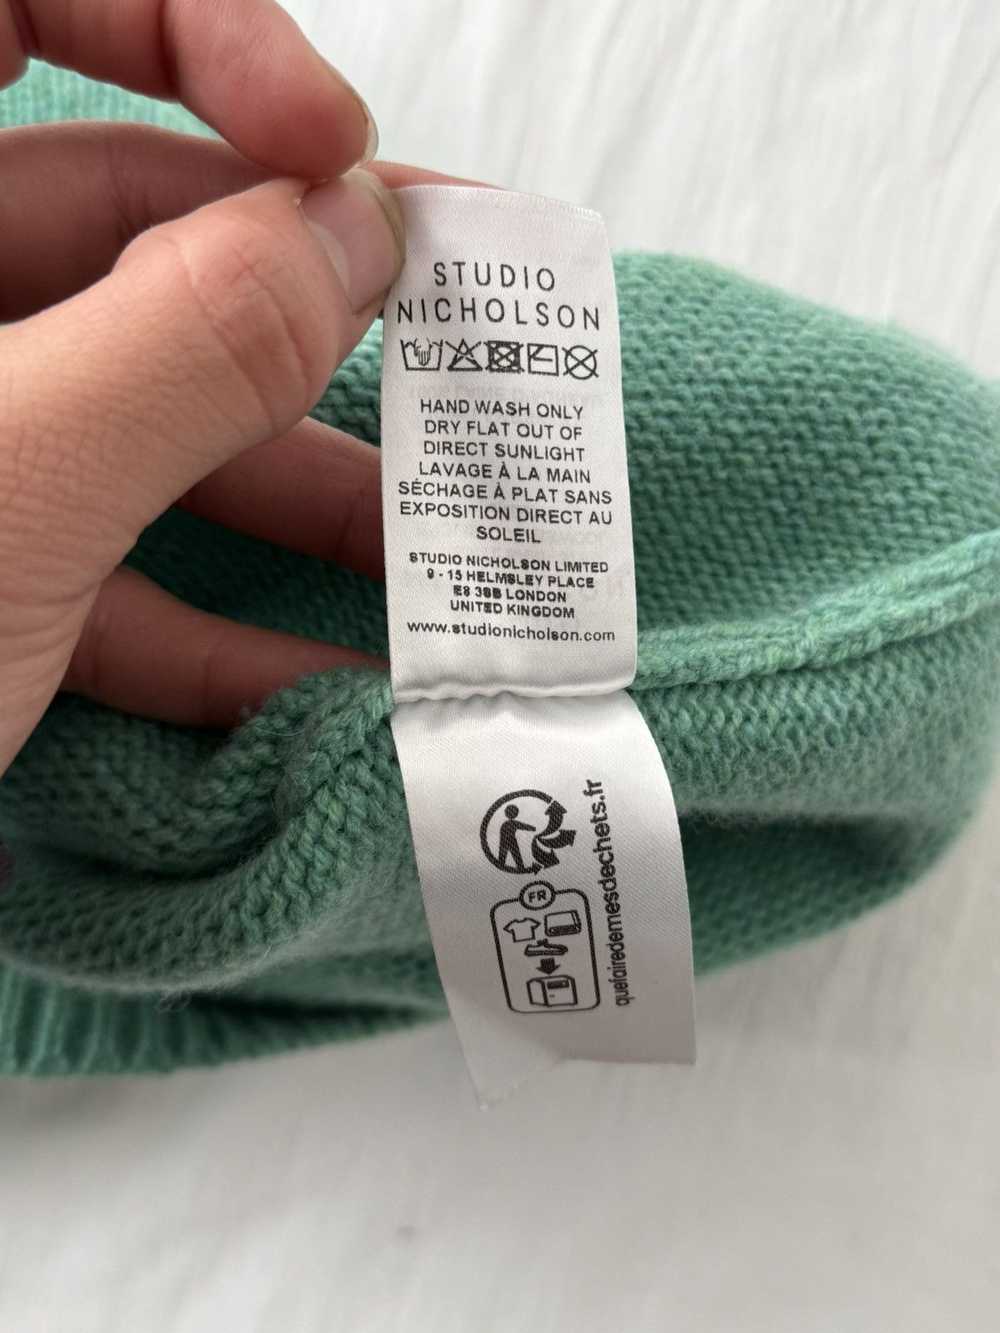 STUDIO
NICHOLSON
HAND WASH ONLY
DRY FLAT OUT OF
DIRECT SUNLIGHT
LAVAGE À LA MAIN
SÉCHAGE À PLAT SANS
EXPOSITION DIRECT AU
SOLEIL
STUDIO NICHOLSON LIMITED
9 - 15 HELMSLEY PLACE
E8 3SB LONDON
UNITED KINGDOM
www.studionicholson.com
FR
quefairedemesdechets.fr